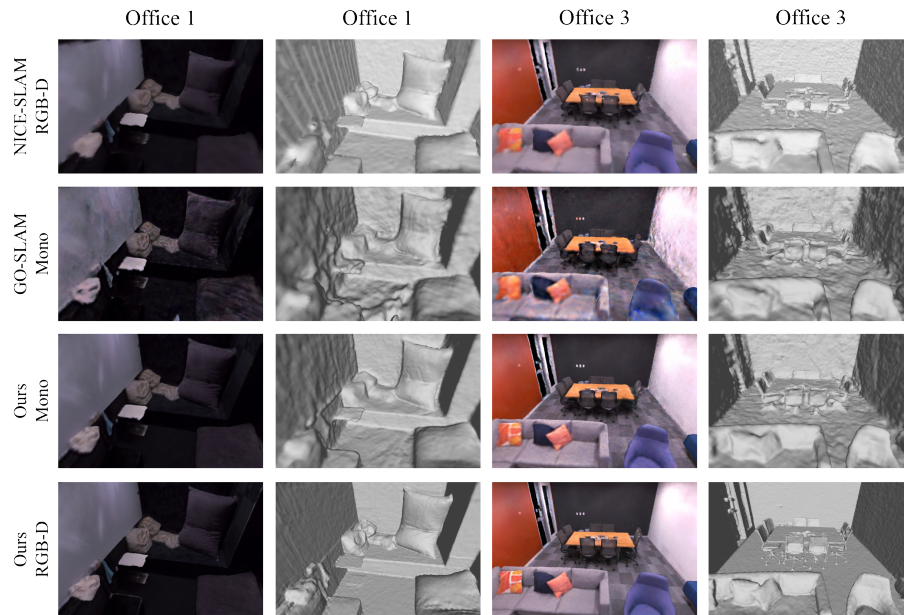 Office 1 Office 1 Office 3 Office 3
NICE-SLAM
RGB-D
GO-SLAM
Mono
Ours
Mono
Ours
RGB-D